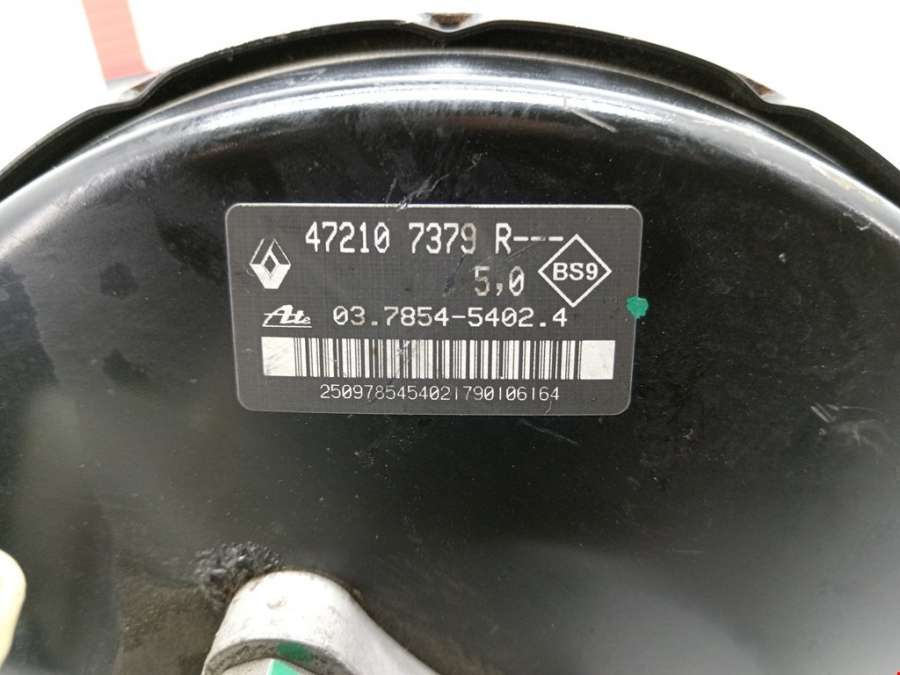 47210 7379 R---
5,0
BS9
Ate 03.7854-5402.4
2509785454021790106164